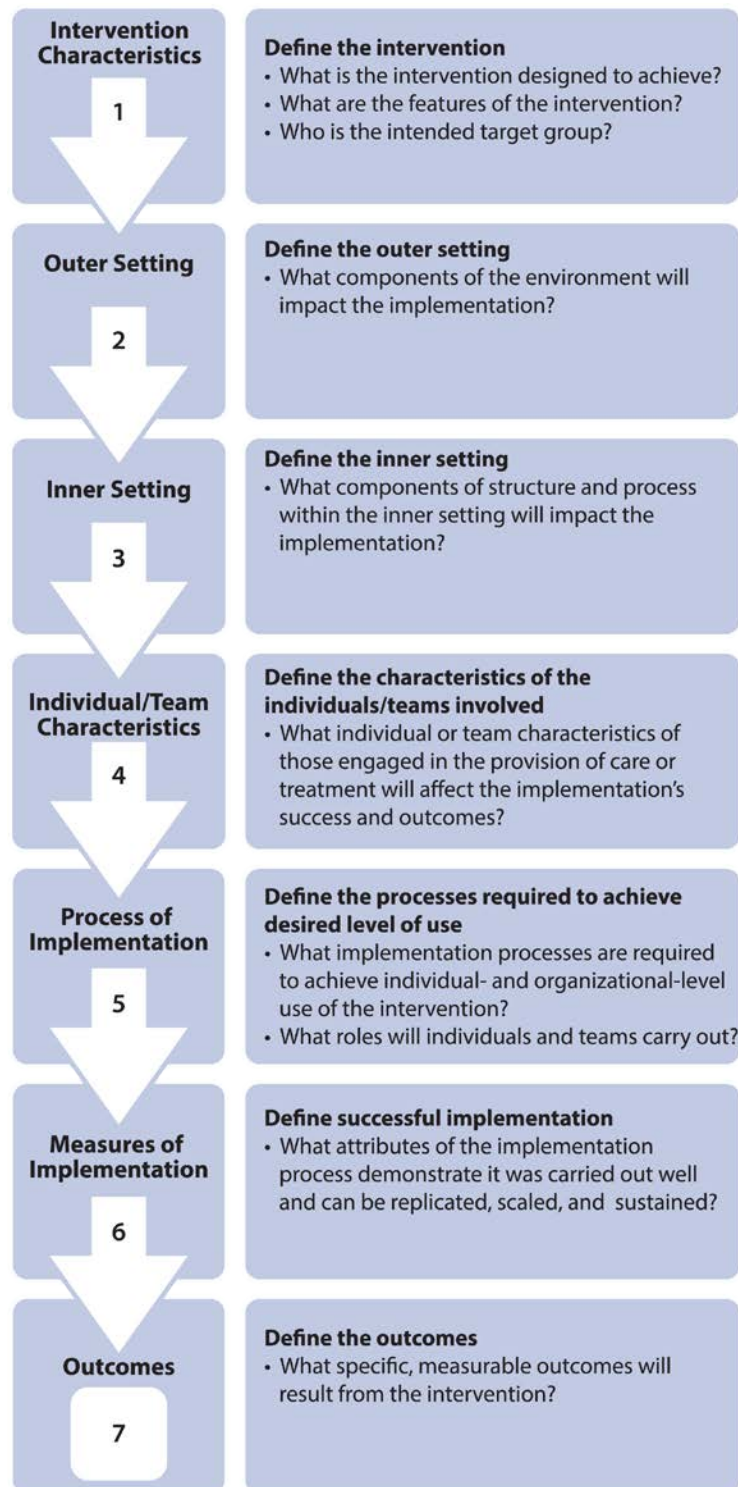 Intervention
Characteristics
1
Define the intervention
• What is the intervention designed to achieve?
• What are the features of the intervention?
• Who is the intended target group?
Outer Setting
2
Define the outer setting
• What components of the environment will
impact the implementation?
Inner Setting
3
Define the inner setting
• What components of structure and process
within the inner setting will impact the
implementation?
Individual/Team
Characteristics
4
Define the characteristics of the
individuals/teams involved
• What individual or team characteristics of
those engaged in the provision of care or
treatment will affect the implementation's
success and outcomes?
Process of
Implementation
5
Define the processes required to achieve
desired level of use
• What implementation processes are required
to achieve individual- and organizational-level
use of the intervention?
• What roles will individuals and teams carry out?
Measures of
Implementation
6
Define successful implementation
• What attributes of the implementation
process demonstrate it was carried out well
and can be replicated, scaled, and sustained?
Outcomes
7
Define the outcomes
• What specific, measurable outcomes will
result from the intervention?